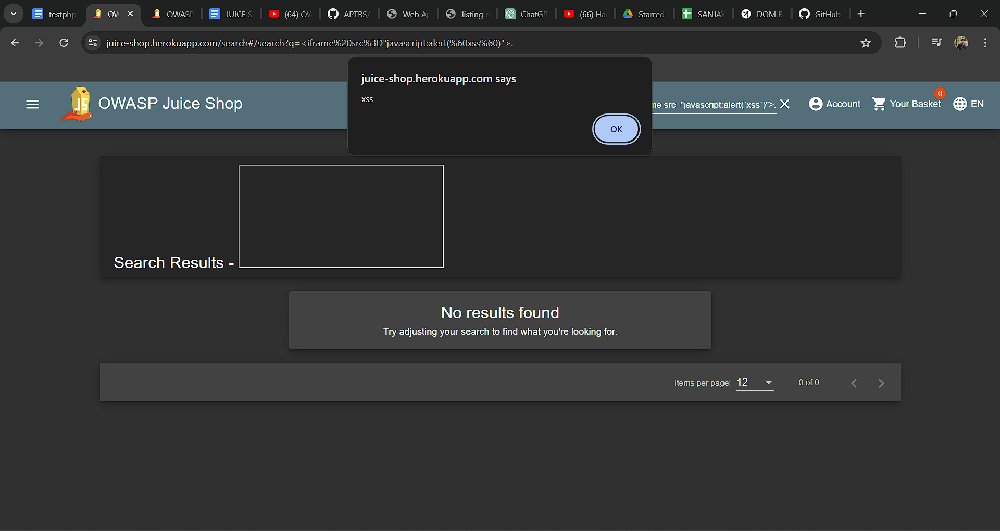 testphp
OW
OWASP
JUICE S
(64) OW
APTRS/
Web Ap
listing o
ChatGP
(66) Ha
Starred
SANJAY
DOM B
GitHub
juice-shop.herokuapp.com/search#/search?q=<iframe%20src%3D"javascript:alert(%60xss%60)">.
juice-shop.herokuapp.com says
xss
OK
OWASP Juice Shop
me src="javascript:alert(`xss`)">.
Account
0
Your Basket
EN
Search Results -
No results found
Try adjusting your search to find what you're looking for.
Items per page: 12
0 of 0